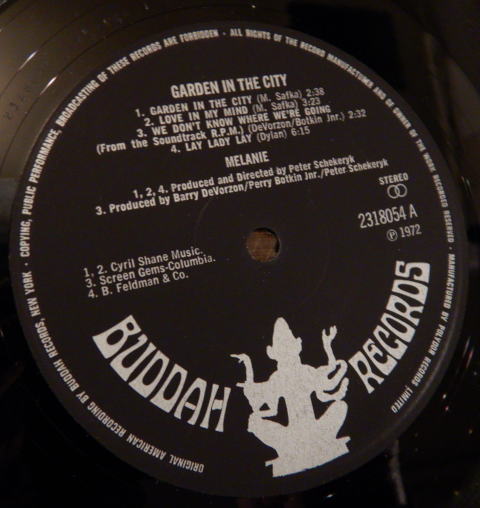 GARDEN IN THE CITY
1. GARDEN IN THE CITY (M. Safka) 2:38
2. LOVE IN MY MIND (M. Safka) 3:23
3. WE DON'T KNOW WHERE WE'RE GOING
(From the Soundtrack R.P.M.) (DeVorzon/Botkin Jnr.) 2:32
4. LAY LADY LAY (Dylan) 6:15
MELANIE
1, 2, 4. Produced and Directed by Peter Schekeryk
3. Produced by Barry DeVorzon/Perry Botkin Jnr./Peter Schekeryk
STEREO
2318054 A
℗ 1972
1, 2. Cyril Shane Music.
3. Screen Gems-Columbia.
4. B. Feldman & Co.
BUDDAH RECORDS
ORIGINAL AMERICAN RECORDING BY BUDDAH RECORDS, NEW YORK · COPYING, PUBLIC PERFORMANCE, BROADCASTING OF THESE RECORDS ARE FORBIDDEN · ALL RIGHTS OF THE RECORD MANUFACTURER AND OF THE OWNER OF THE WORK RECORDED RESERVED · MANUFACTURED BY POLYDOR RECORDS LIMITED